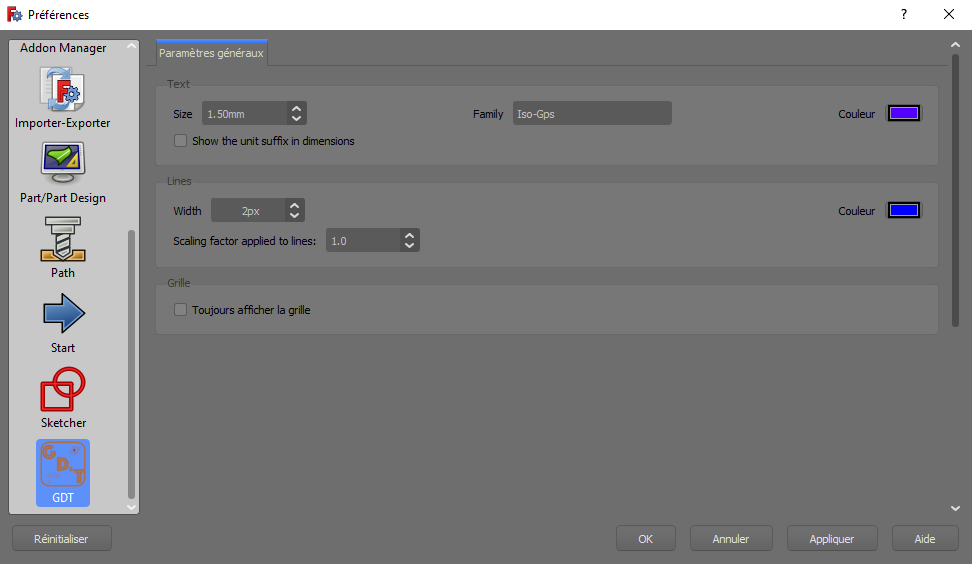 Préférences
?
Addon Manager
Importer-Exporter
Part/Part Design
Path
Start
Sketcher
GD&T
GDT
Paramètres généraux
Text
Size 1.50mm Family Iso-Gps Couleur
Show the unit suffix in dimensions
Lines
Width 2px Couleur
Scaling factor applied to lines: 1.0
Grille
Toujours afficher la grille
Réinitialiser OK Annuler Appliquer Aide